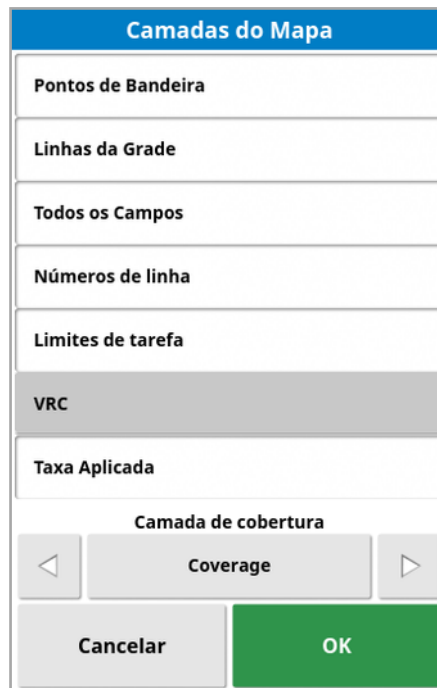 Camadas do Mapa
Pontos de Bandeira
Linhas da Grade
Todos os Campos
Números de linha
Limites de tarefa
VRC
Taxa Aplicada
Camada de cobertura
Coverage
Cancelar
OK